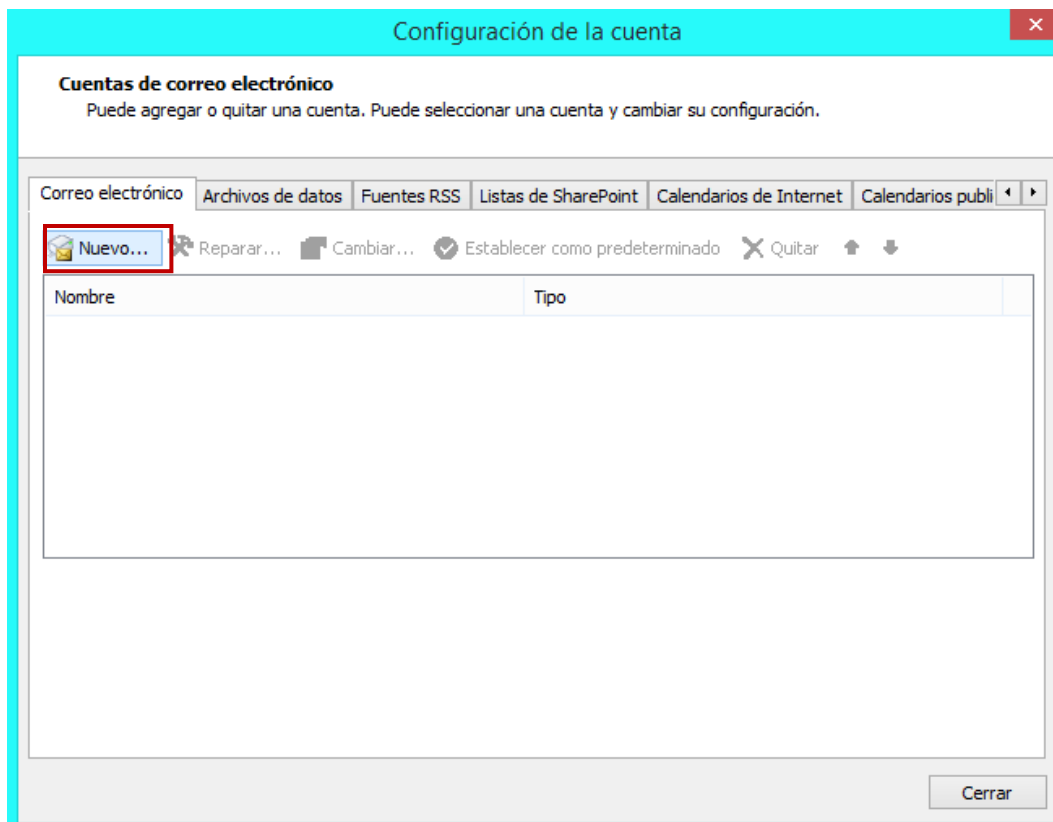 Configuración de la cuenta
Cuentas de correo electrónico
Puede agregar o quitar una cuenta. Puede seleccionar una cuenta y cambiar su configuración.
Correo electrónico Archivos de datos Fuentes RSS Listas de SharePoint Calendarios de Internet Calendarios publi
Nuevo... Reparar... Cambiar... Establecer como predeterminado Quitar
Nombre Tipo
Cerrar